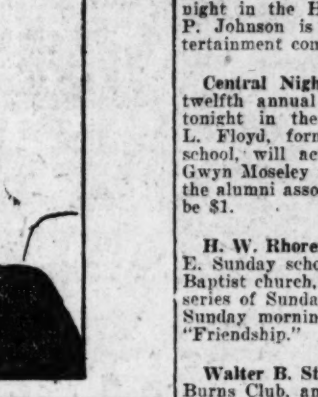 night in the H
P. Johnson is
tertainment com
Central Nigh
twelfth annual
tonight in the
L. Floyd, form
school, will ac
Gwyn Moseley
the alumni asso
be $1.
H. W. Rhore
E. Sunday scho
Baptist church,
series of Sunda
Sunday mornin
"Friendship."
Walter B. St
Burns Club, an